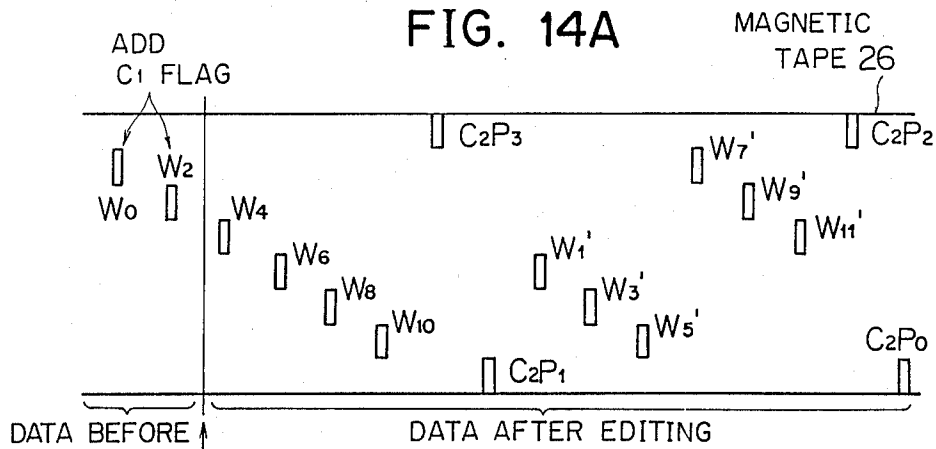 FIG. 14A
MAGNETIC
TAPE 26
ADD
C1 FLAG
C2P3
C2P2
W7'
W2
W9'
W0
W4
W11'
W6
W1'
W8
W3'
W10
W5'
C2P0
C2P1
DATA BEFORE
DATA AFTER EDITING